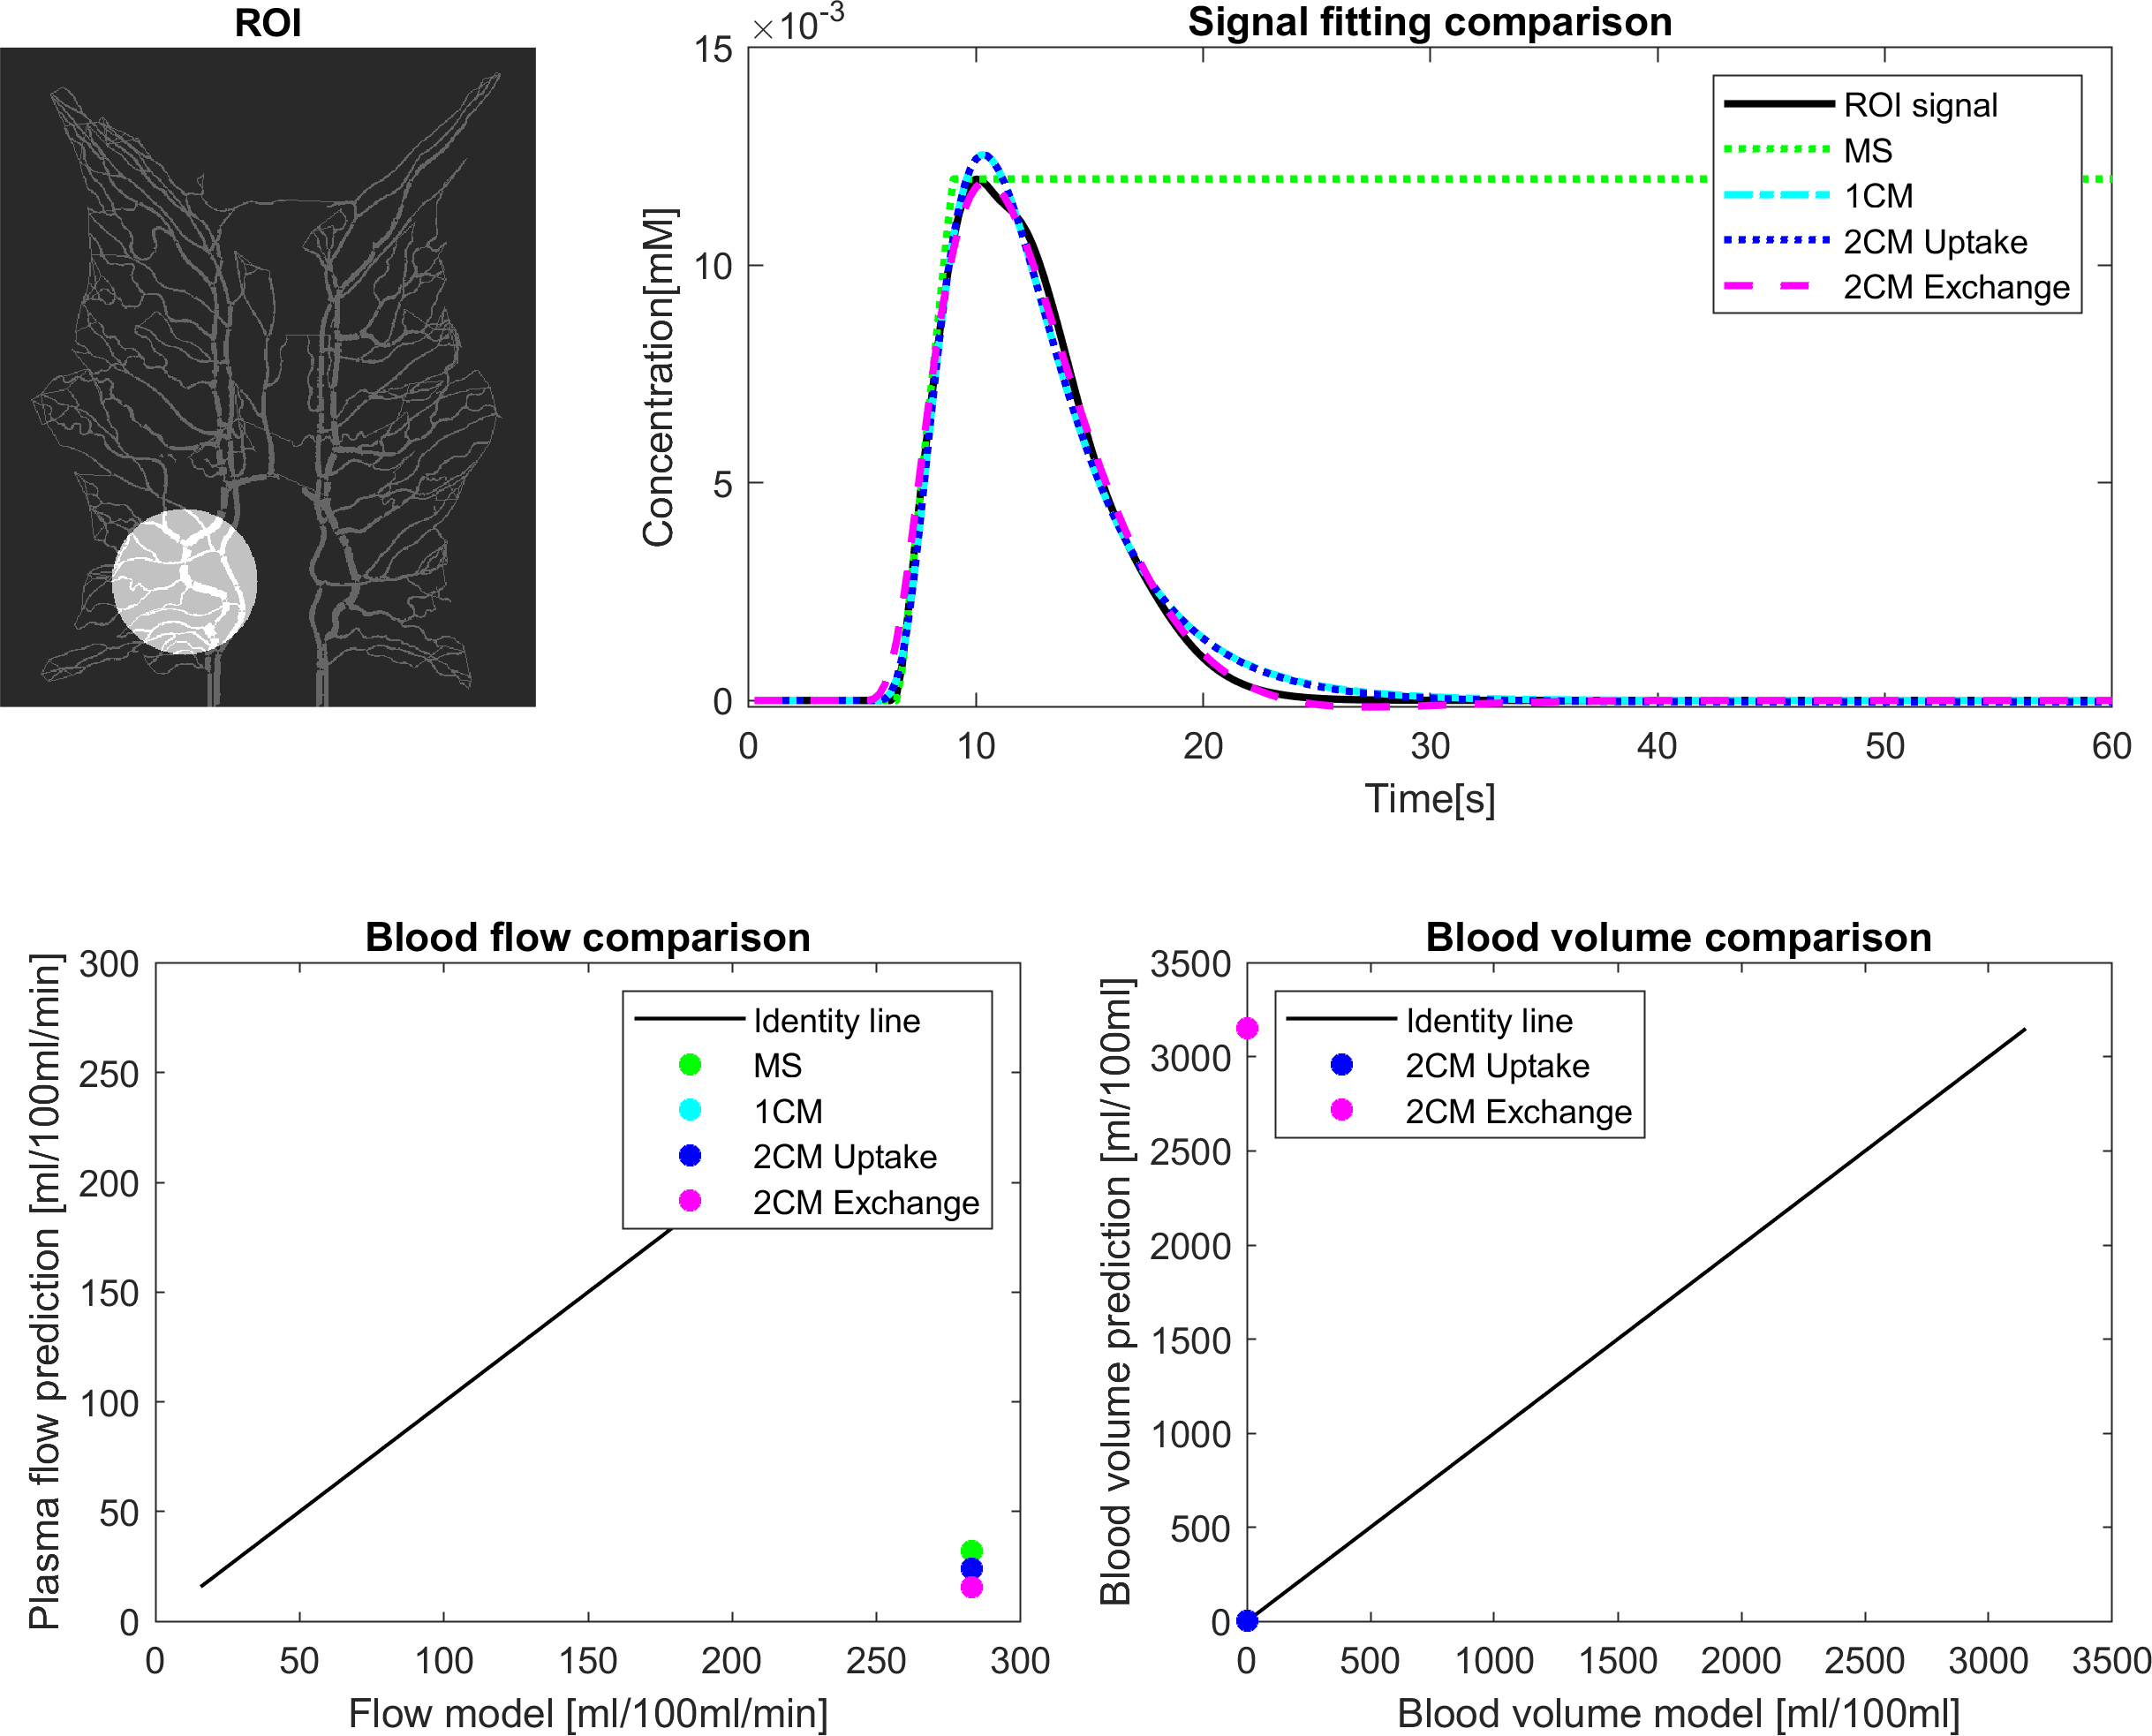 ROI
Signal fitting comparison
×10-3
15
10
5
0
Concentration[mM]
0 10 20 30 40 50 60
Time[s]
ROI signal
MS
1CM
2CM Uptake
2CM Exchange
Blood flow comparison
300
250
200
150
100
50
0
Plasma flow prediction [ml/100ml/min]
0 50 100 150 200 250 300
Flow model [ml/100ml/min]
Identity line
MS
1CM
2CM Uptake
2CM Exchange
Blood volume comparison
3500
3000
2500
2000
1500
1000
500
0
Blood volume prediction [ml/100ml]
0 500 1000 1500 2000 2500 3000 3500
Blood volume model [ml/100ml]
Identity line
2CM Uptake
2CM Exchange